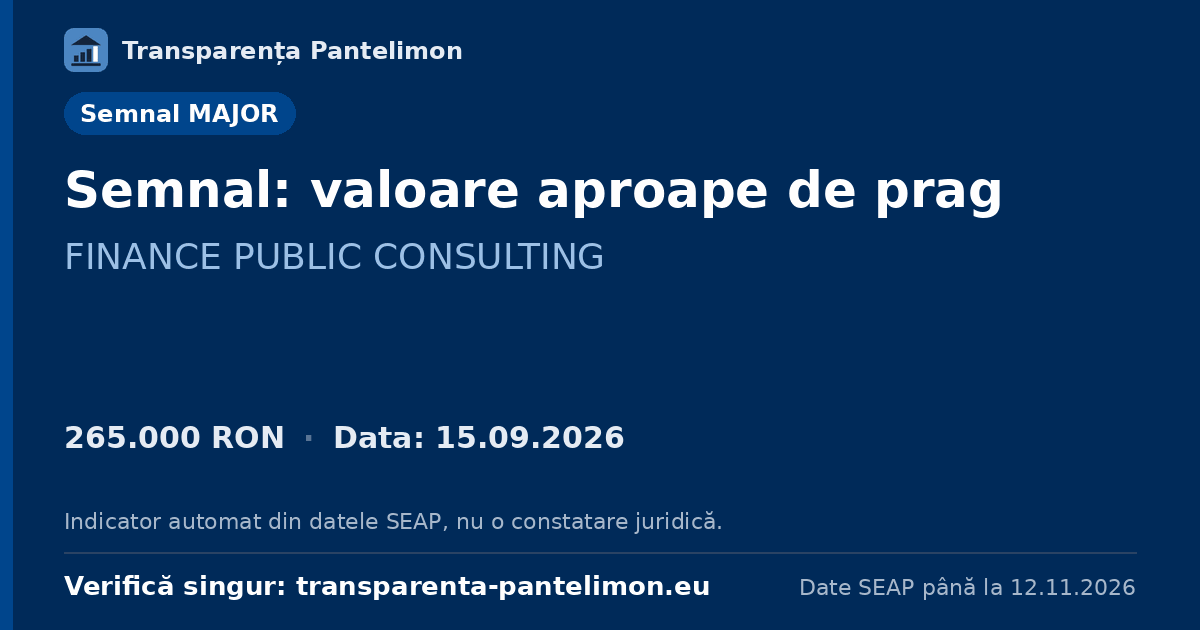 Transparența Pantelimon
Semnal MAJOR
Semnal: valoare aproape de prag
FINANCE PUBLIC CONSULTING
265.000 RON · Data: 15.09.2026
Indicator automat din datele SEAP, nu o constatare juridică.
Verifică singur: transparenta-pantelimon.eu
Date SEAP până la 12.11.2026